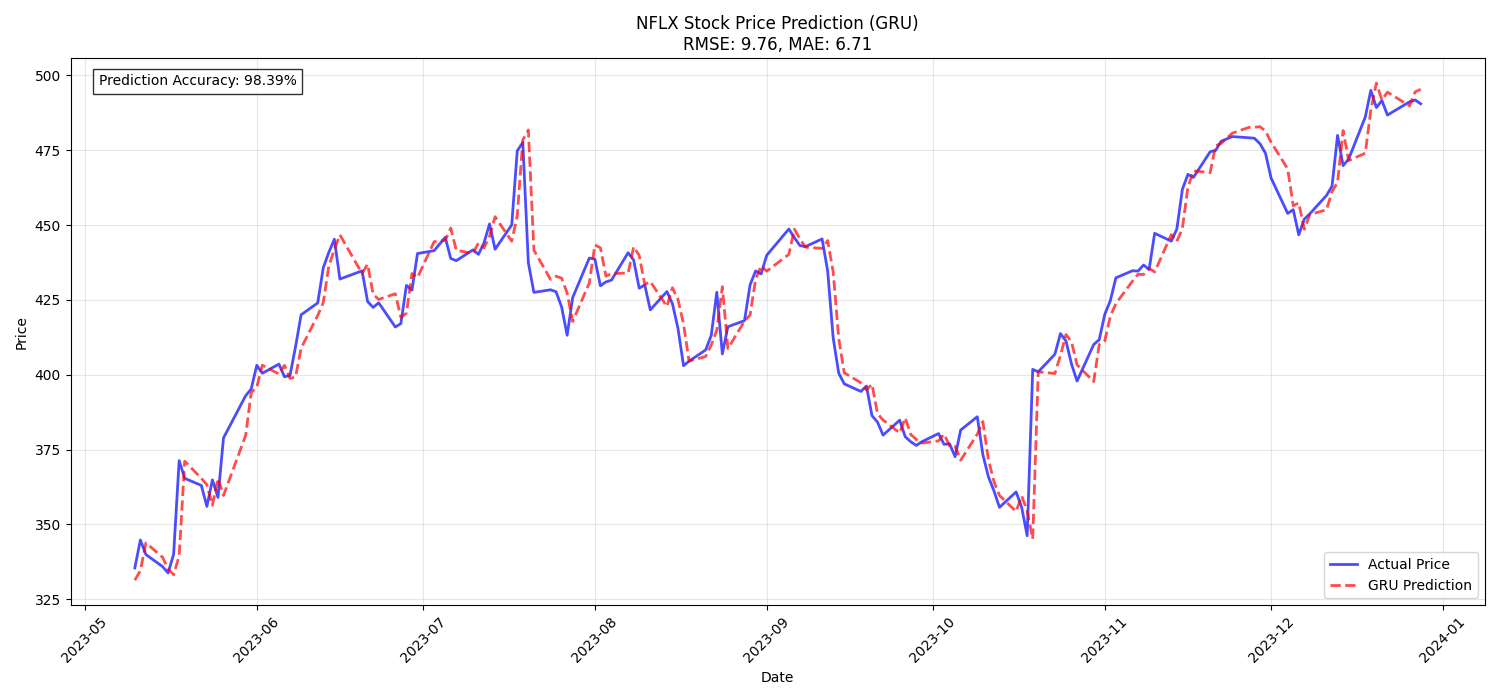 NFLX Stock Price Prediction (GRU)
RMSE: 9.76, MAE: 6.71
Prediction Accuracy: 98.39%
Price
500
475
450
425
400
375
350
325
Actual Price
GRU Prediction
2023-05
2023-06
2023-07
2023-08
2023-09
2023-10
2023-11
2023-12
2024-01
Date